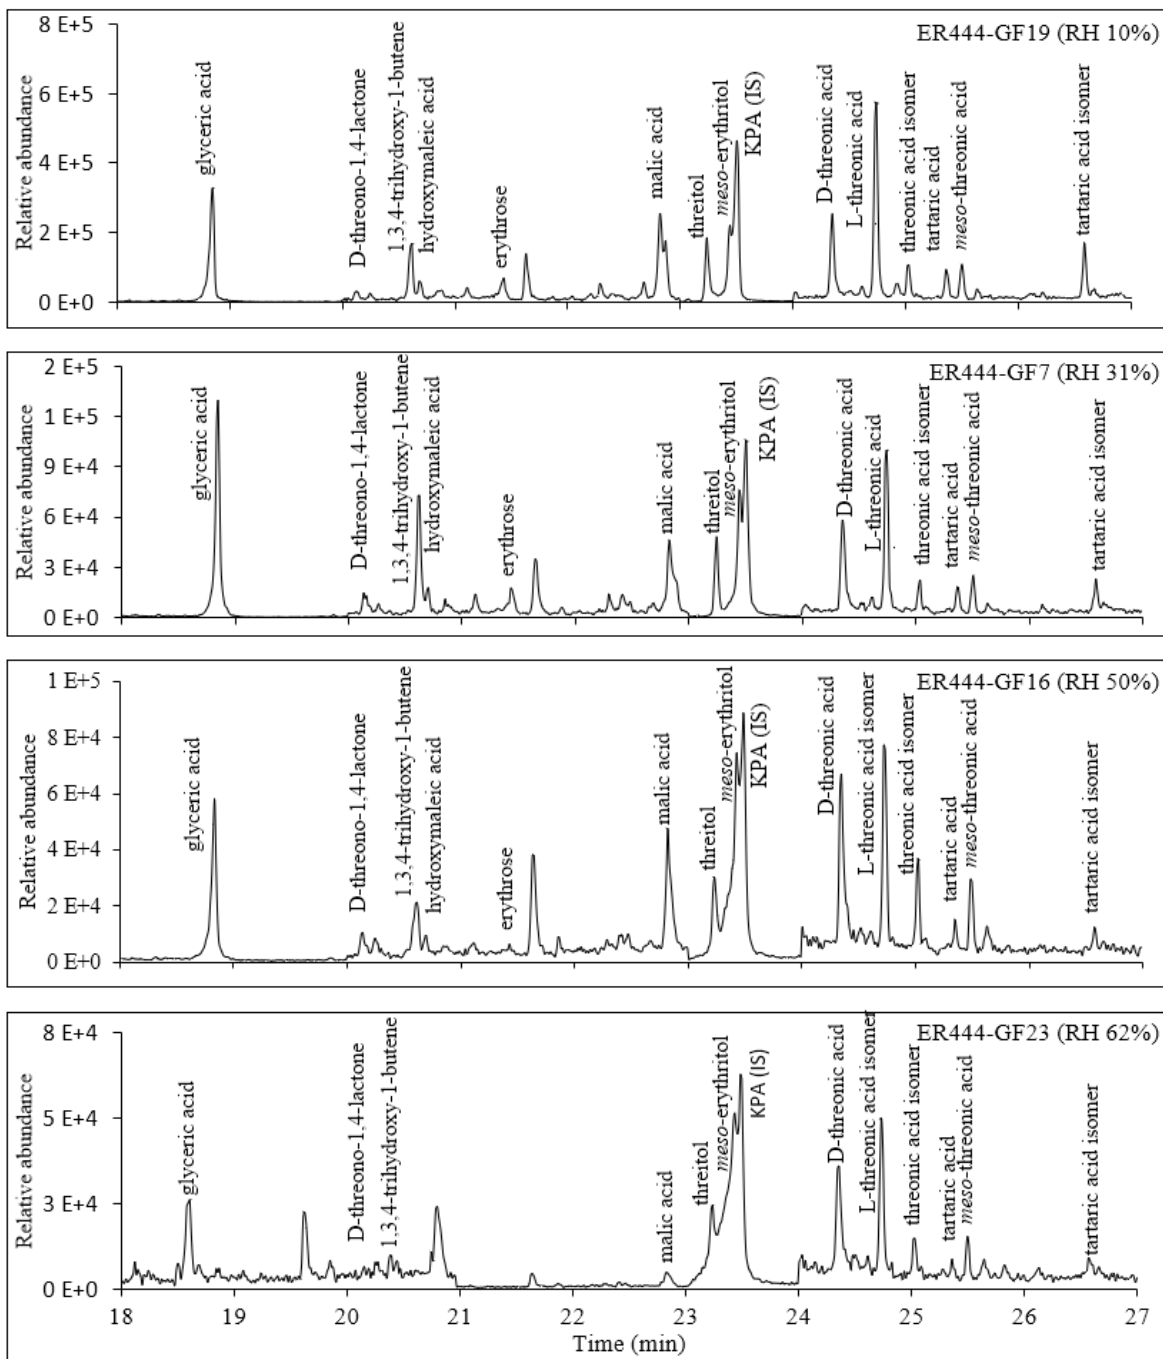 ER444-GF19 (RH 10%)
Relative abundance
8 E+5
6 E+5
4 E+5
2 E+5
0 E+0
glyceric acid
D-threono-1,4-lactone
1,3,4-trihydroxy-1-butene
hydroxymaleic acid
erythrose
malic acid
threitol
meso-erythritol
KPA (IS)
D-threonic acid
L-threonic acid
threonic acid isomer
tartaric acid
meso-threonic acid
tartaric acid isomer
ER444-GF7 (RH 31%)
Relative abundance
2 E+5
1 E+5
9 E+4
6 E+4
3 E+4
0 E+0
glyceric acid
D-threono-1,4-lactone
1,3,4-trihydroxy-1-butene
hydroxymaleic acid
erythrose
malic acid
threitol
meso-erythritol
KPA (IS)
D-threonic acid
L-threonic acid
threonic acid isomer
tartaric acid
meso-threonic acid
tartaric acid isomer
ER444-GF16 (RH 50%)
Relative abundance
1 E+5
8 E+4
6 E+4
4 E+4
2 E+4
0 E+0
glyceric acid
D-threono-1,4-lactone
1,3,4-trihydroxy-1-butene
hydroxymaleic acid
erythrose
malic acid
threitol
meso-erythritol
KPA (IS)
D-threonic acid
L-threonic acid isomer
threonic acid isomer
tartaric acid
meso-threonic acid
tartaric acid isomer
ER444-GF23 (RH 62%)
Relative abundance
8 E+4
5 E+4
3 E+4
0 E+0
glyceric acid
D-threono-1,4-lactone
1,3,4-trihydroxy-1-butene
malic acid
threitol
meso-erythritol
KPA (IS)
D-threonic acid
L-threonic acid isomer
threonic acid isomer
tartaric acid
meso-threonic acid
tartaric acid isomer
18 19 20 21 22 23 24 25 26 27
Time (min)